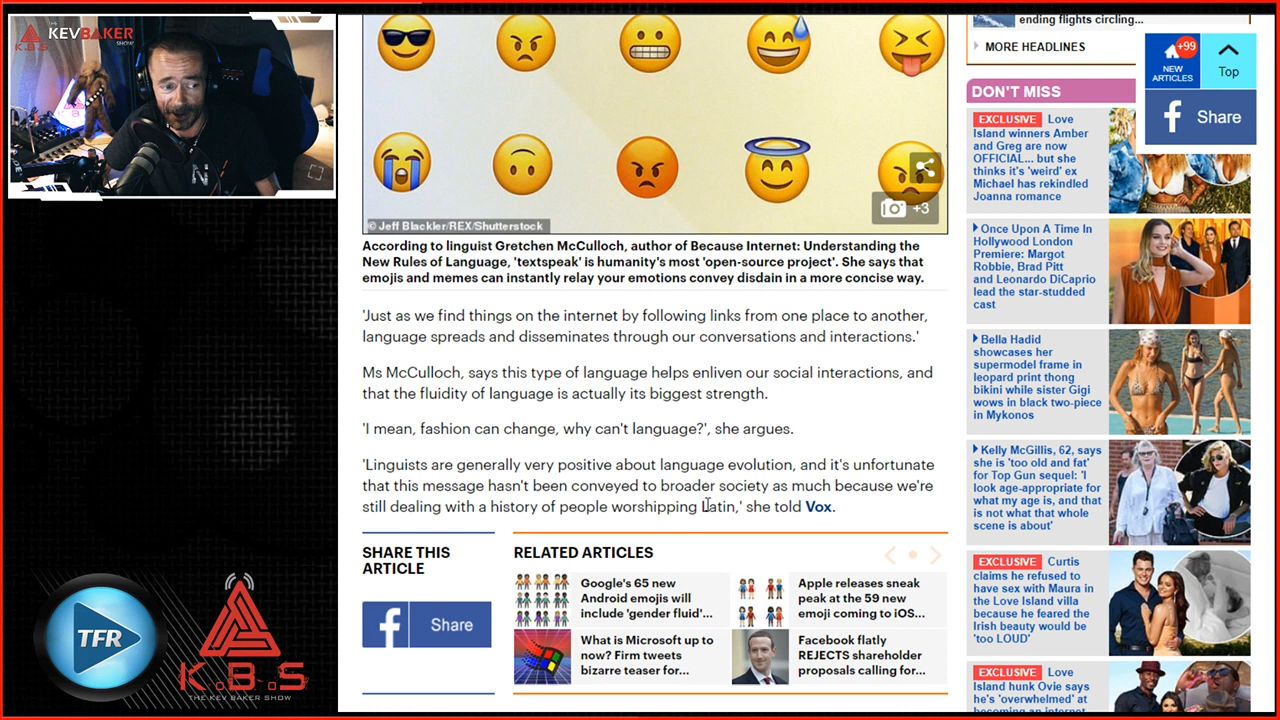 THE
KEVBAKER
SHOW
K.B.S
N
© Jeff Blackler/REX/Shutterstock
+3
According to linguist Gretchen McCulloch, author of Because Internet: Understanding the
New Rules of Language, 'textspeak' is humanity's most 'open-source project'. She says that
emojis and memes can instantly relay your emotions convey disdain in a more concise way.
'Just as we find things on the internet by following links from one place to another,
language spreads and disseminates through our conversations and interactions.'
Ms McCulloch, says this type of language helps enliven our social interactions, and
that the fluidity of language is actually its biggest strength.
'I mean, fashion can change, why can't language?', she argues.
'Linguists are generally very positive about language evolution, and it's unfortunate
that this message hasn't been conveyed to broader society as much because we're
still dealing with a history of people worshipping Latin,' she told Vox.
SHARE THIS
ARTICLE
f Share
RELATED ARTICLES
Google's 65 new
Android emojis will
include 'gender fluid'...
Apple releases sneak
peak at the 59 new
emoji coming to iOS...
What is Microsoft up to
now? Firm tweets
bizarre teaser for...
Facebook flatly
REJECTS shareholder
proposals calling for...
ending flights circling...
MORE HEADLINES
+99
NEW
ARTICLES
Top
f Share
DON'T MISS
EXCLUSIVE Love
Island winners Amber
and Greg are now
OFFICIAL... but she
thinks it's 'weird' ex
Michael has rekindled
Joanna romance
Once Upon A Time In
Hollywood London
Premiere: Margot
Robbie, Brad Pitt
and Leonardo DiCaprio
lead the star-studded
cast
Bella Hadid
showcases her
supermodel frame in
leopard print thong
bikini while sister Gigi
wows in black two-piece
in Mykonos
Kelly McGillis, 62, says
she is 'too old and fat'
for Top Gun sequel: 'I
look age-appropriate for
what my age is, and that
is not what that whole
scene is about'
EXCLUSIVE Curtis
claims he refused to
have sex with Maura in
the Love Island villa
because he feared the
Irish beauty would be
'too LOUD'
EXCLUSIVE Love
Island hunk Ovie says
he's 'overwhelmed' at
becoming an internet
TFR
K.B.S
THE KEV BAKER SHOW